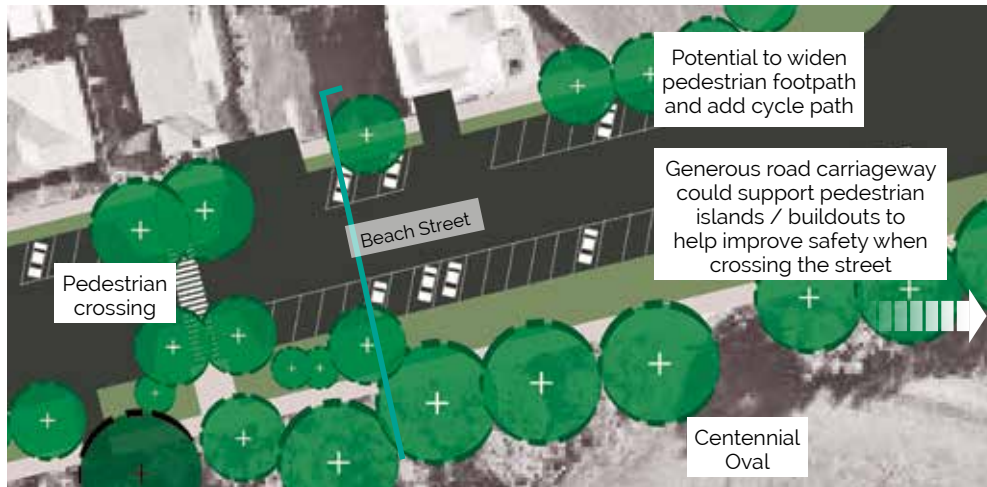 Potential to widen
pedestrian footpath
and add cycle path
Generous road carriageway
could support pedestrian
islands / buildouts to
help improve safety when
crossing the street
Beach Street
Pedestrian
crossing
Centennial
Oval